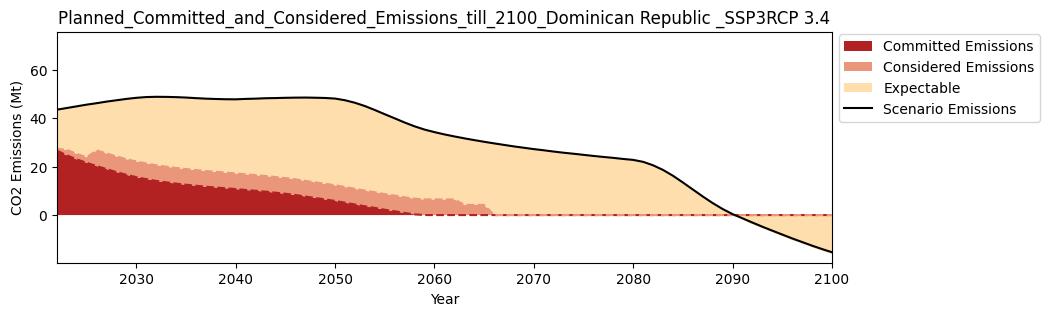 Planned_Committed_and_Considered_Emissions_till_2100_Dominican Republic _SSP3RCP 3.4
Committed Emissions
Considered Emissions
Expectable
Scenario Emissions
CO2 Emissions (Mt)
60
40
20
0
2030 2040 2050 2060 2070 2080 2090 2100
Year